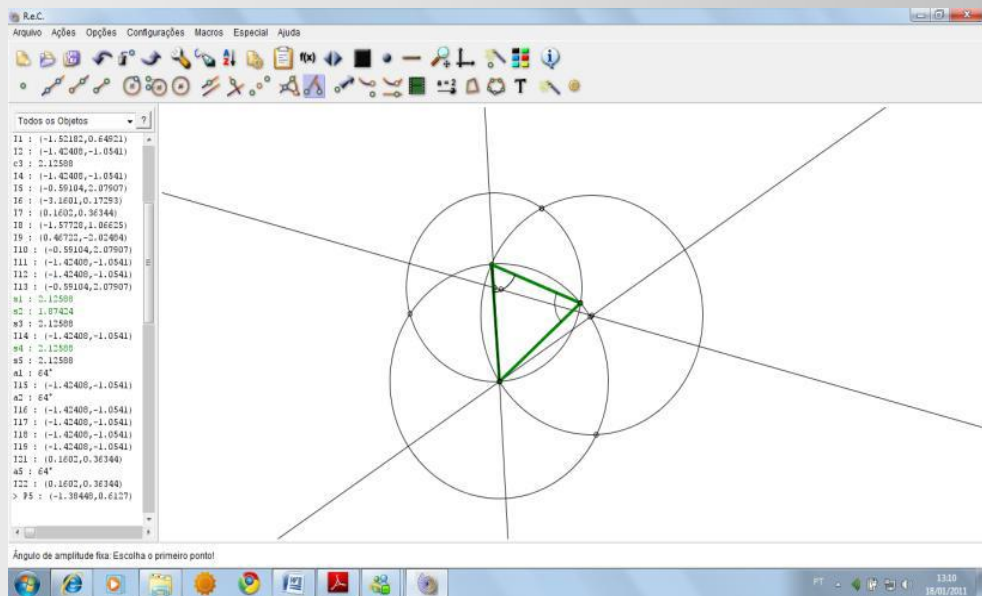 R.e.C.
Arquivo Ações Opções Configurações Macros Especial Ajuda
f(x)
a=2
T
Todos os Objetos
?
I1 : (-1.52182,0.64921)
I2 : (-1.42408,-1.0541)
c3 : 2.12588
I4 : (-1.42408,-1.0541)
I5 : (-0.59104,2.07907)
I6 : (-3.1601,0.17293)
I7 : (0.1602,0.36344)
I8 : (-1.57728,1.06625)
I9 : (0.46722,-2.02484)
I10 : (-0.59104,2.07907)
I11 : (-1.42408,-1.0541)
I12 : (-1.42408,-1.0541)
I13 : (-0.59104,2.07907)
s1 : 2.12588
s2 : 1.87424
s3 : 2.12588
I14 : (-1.42408,-1.0541)
s4 : 2.12588
s5 : 2.12588
a1 : 64°
I15 : (-1.42408,-1.0541)
a2 : 64°
I16 : (-1.42408,-1.0541)
I17 : (-1.42408,-1.0541)
I18 : (-1.42408,-1.0541)
I19 : (-1.42408,-1.0541)
I21 : (0.1602,0.36344)
a5 : 64°
I22 : (0.1602,0.36344)
> P5 : (-1.38448,0.6127)
Ângulo de amplitude fixa: Escolha o primeiro ponto!
PT
13:10
18/01/2011